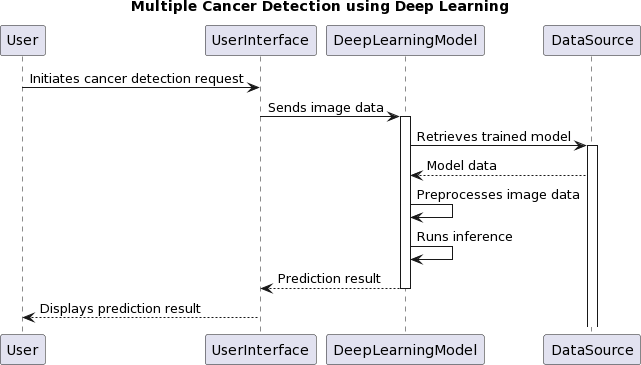 Multiple Cancer Detection using Deep Learning
User
UserInterface
DeepLearningModel
DataSource
Initiates cancer detection request
Sends image data
Retrieves trained model
Model data
Preprocesses image data
Runs inference
Prediction result
Displays prediction result
User
UserInterface
DeepLearningModel
DataSource